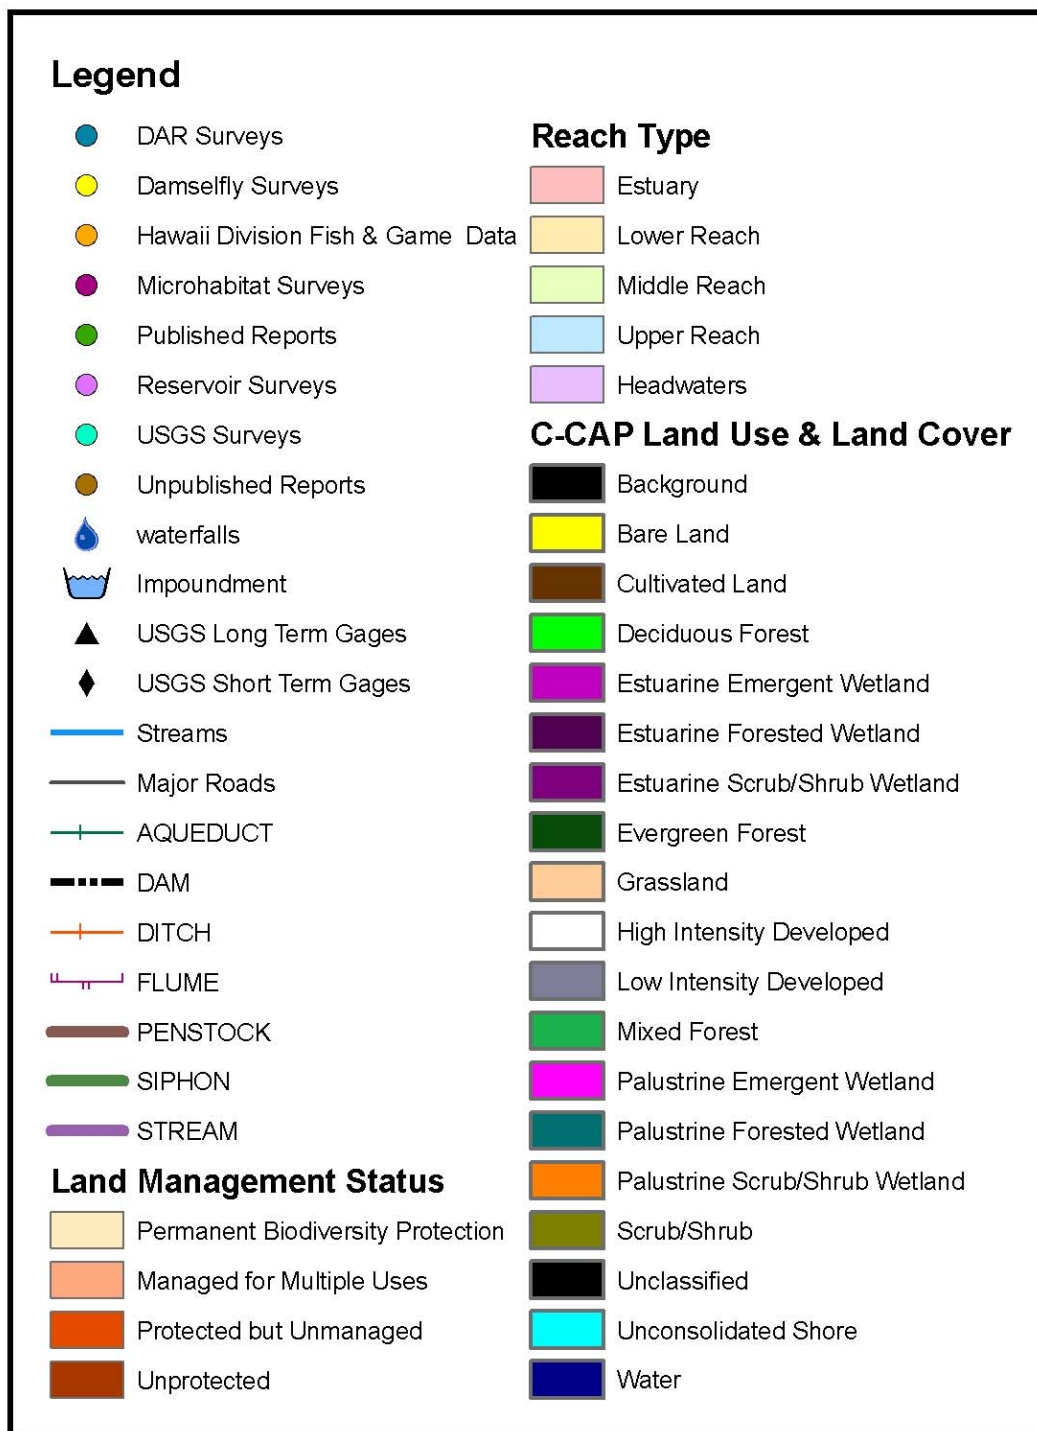 Legend
DAR Surveys
Damselfly Surveys
Hawaii Division Fish & Game Data
Microhabitat Surveys
Published Reports
Reservoir Surveys
USGS Surveys
Unpublished Reports
waterfalls
Impoundment
USGS Long Term Gages
USGS Short Term Gages
Streams
Major Roads
AQUEDUCT
DAM
DITCH
FLUME
PENSTOCK
SIPHON
STREAM
Land Management Status
Permanent Biodiversity Protection
Managed for Multiple Uses
Protected but Unmanaged
Unprotected
Reach Type
Estuary
Lower Reach
Middle Reach
Upper Reach
Headwaters
C-CAP Land Use & Land Cover
Background
Bare Land
Cultivated Land
Deciduous Forest
Estuarine Emergent Wetland
Estuarine Forested Wetland
Estuarine Scrub/Shrub Wetland
Evergreen Forest
Grassland
High Intensity Developed
Low Intensity Developed
Mixed Forest
Palustrine Emergent Wetland
Palustrine Forested Wetland
Palustrine Scrub/Shrub Wetland
Scrub/Shrub
Unclassified
Unconsolidated Shore
Water